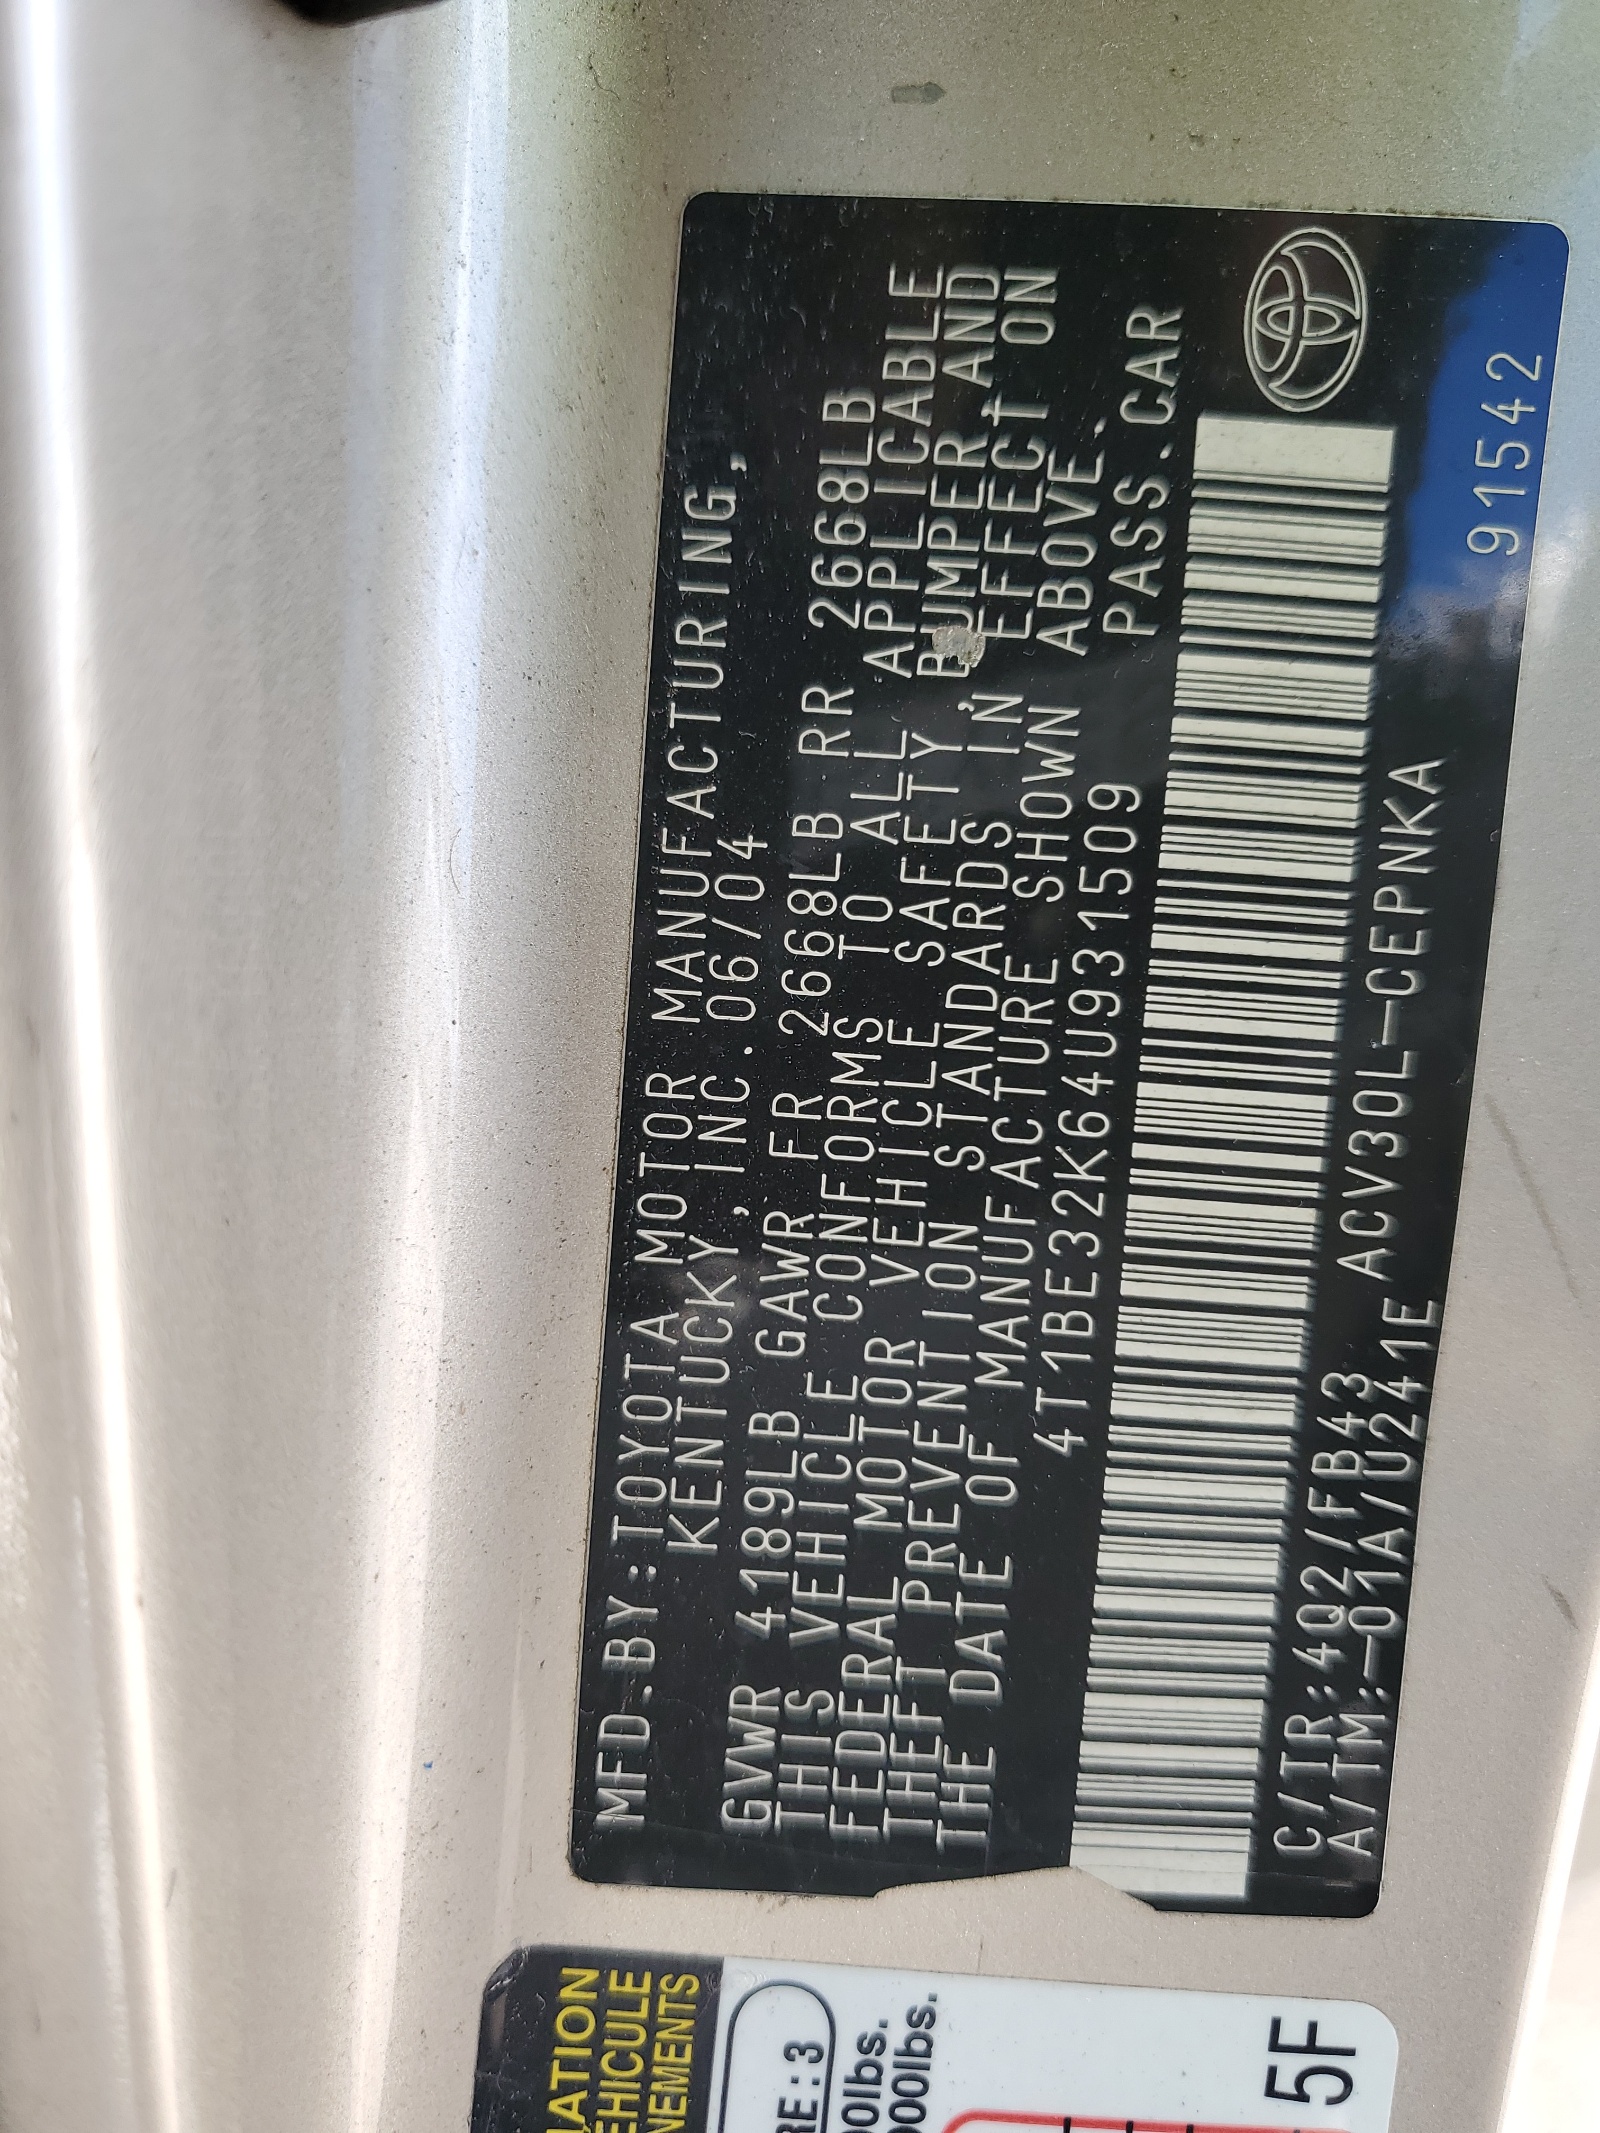 MFD.BY:TOYOTA MOTOR MANUFACTURING,
KENTUCKY,INC.06/04
GVWR 4189LB GAWR FR 2668LB RR 2668LB
THIS VEHICLE CONFORMS TO ALL APPLICABLE
FEDERAL MOTOR VEHICLE SAFETY, BUMPER AND
THEFT PREVENTION STANDARDS IN EFFECT ON
THE DATE OF MANUFACTURE SHOWN ABOVE.
4T1BE32K64U931509 PASS.CAR
C/TR:4Q2/FB43 ACV30L-CEPNKA 91542
A/TM:-01A/U241E
5F